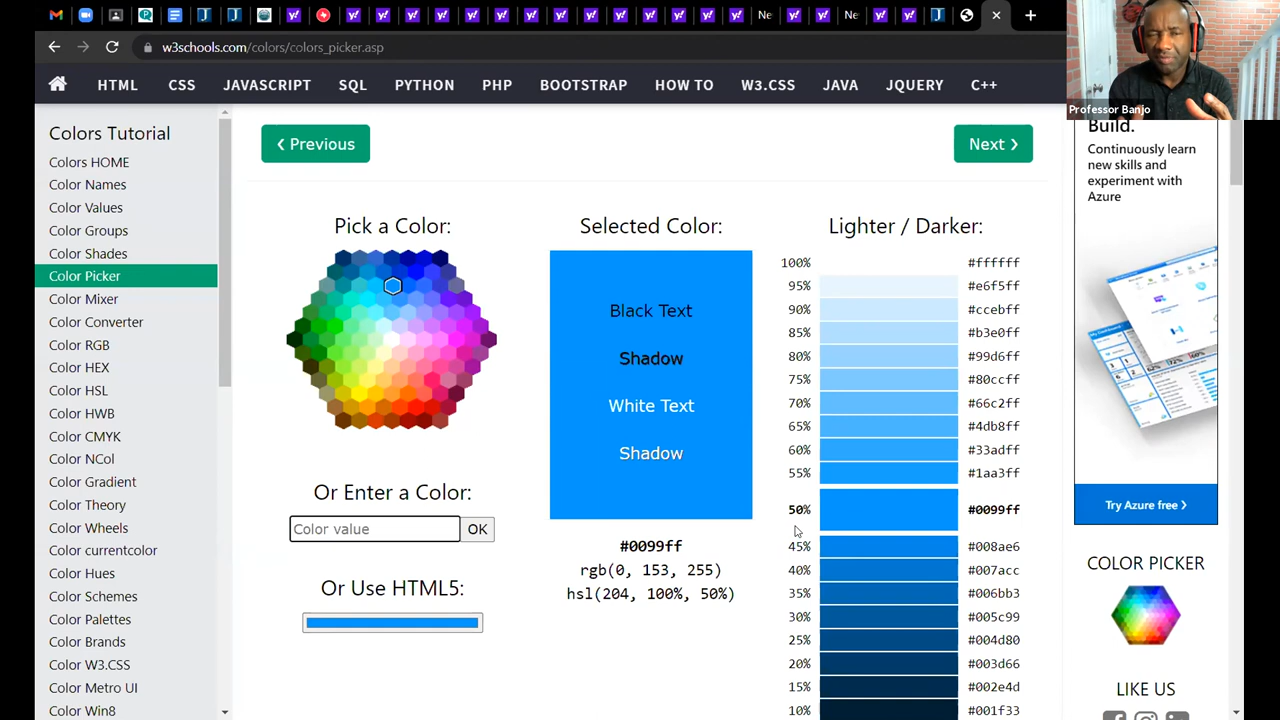 Ne
Ne
w3schools.com/colors/colors_picker.asp
HTML CSS JAVASCRIPT SQL PYTHON PHP BOOTSTRAP HOW TO W3.CSS JAVA JQUERY C++
Professor Banjo
Colors Tutorial
Colors HOME
Color Names
Color Values
Color Groups
Color Shades
Color Picker
Color Mixer
Color Converter
Color RGB
Color HEX
Color HSL
Color HWB
Color CMYK
Color NCol
Color Gradient
Color Theory
Color Wheels
Color currentcolor
Color Hues
Color Schemes
Color Palettes
Color Brands
Color W3.CSS
Color Metro UI
Color Win8
❮ Previous
Next ❯
Pick a Color:
Or Enter a Color:
Color value OK
Or Use HTML5:
Selected Color:
Black Text
Shadow
White Text
Shadow
#0099ff
rgb(0, 153, 255)
hsl(204, 100%, 50%)
Lighter / Darker:
100% #ffffff
95% #e6f5ff
90% #ccebff
85% #b3e0ff
80% #99d6ff
75% #80ccff
70% #66c2ff
65% #4db8ff
60% #33adff
55% #1aa3ff
50% #0099ff
45% #008ae6
40% #007acc
35% #006bb3
30% #005c99
25% #004d80
20% #003d66
15% #002e4d
10% #001f33
Build.
Continuously learn
new skills and
experiment with
Azure
Try Azure free ❯
COLOR PICKER
LIKE US